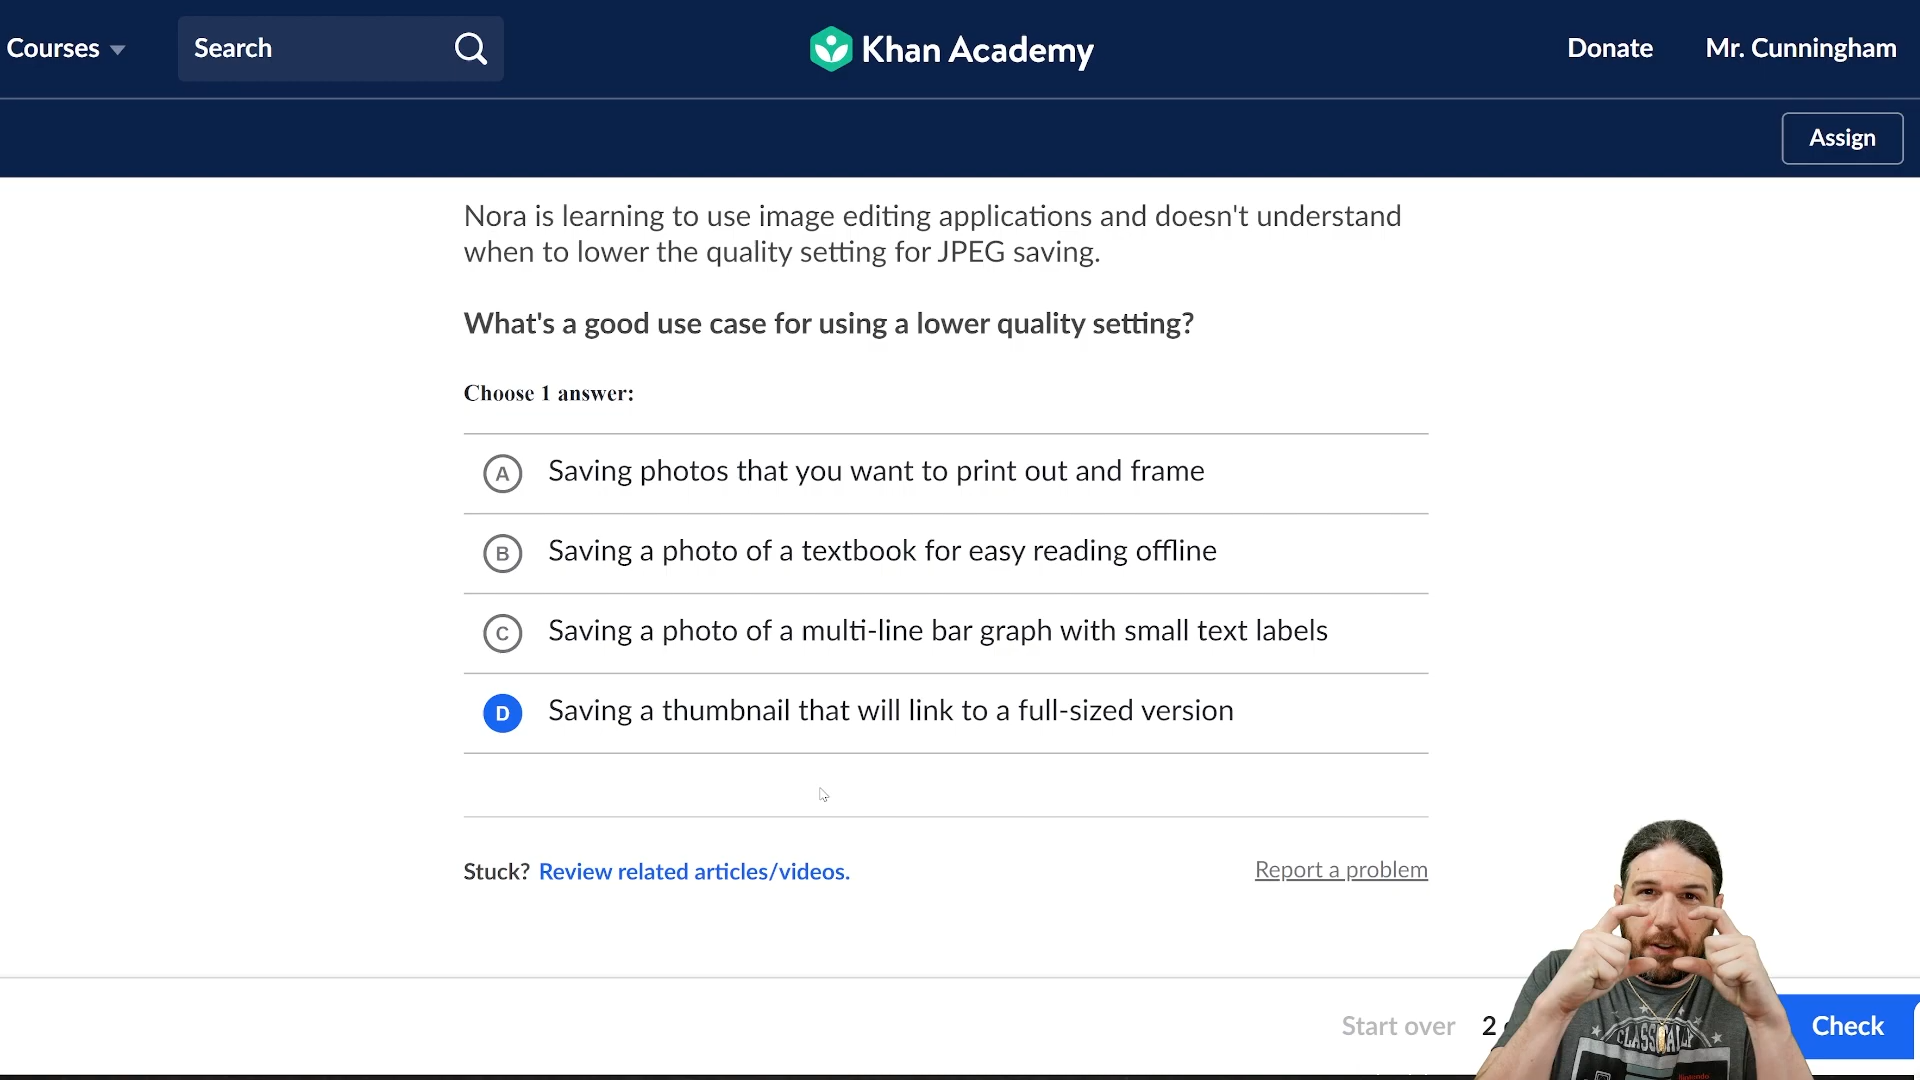 Courses
Search
Khan Academy
Donate
Mr. Cunningham
Assign
Nora is learning to use image editing applications and doesn't understand
when to lower the quality setting for JPEG saving.
What's a good use case for using a lower quality setting?
Choose 1 answer:
A Saving photos that you want to print out and frame
B Saving a photo of a textbook for easy reading offline
C Saving a photo of a multi-line bar graph with small text labels
D Saving a thumbnail that will link to a full-sized version
Stuck? Review related articles/videos.
Report a problem
Start over
2
Check